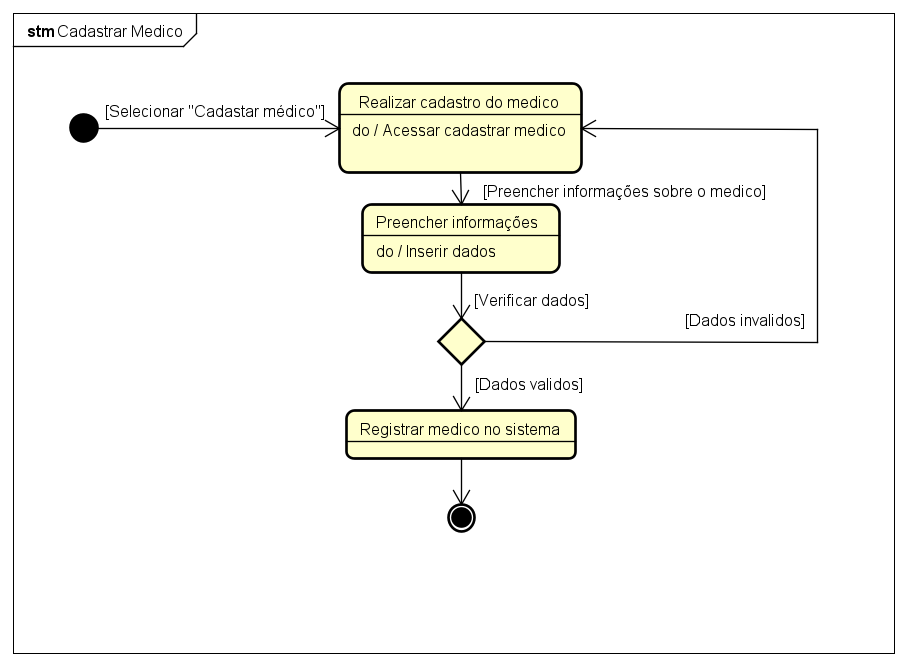 stm Cadastrar Medico
[Selecionar "Cadastar médico"]
Realizar cadastro do medico
do / Acessar cadastrar medico
[Preencher informações sobre o medico]
Preencher informações
do / Inserir dados
[Verificar dados]
[Dados invalidos]
[Dados validos]
Registrar medico no sistema